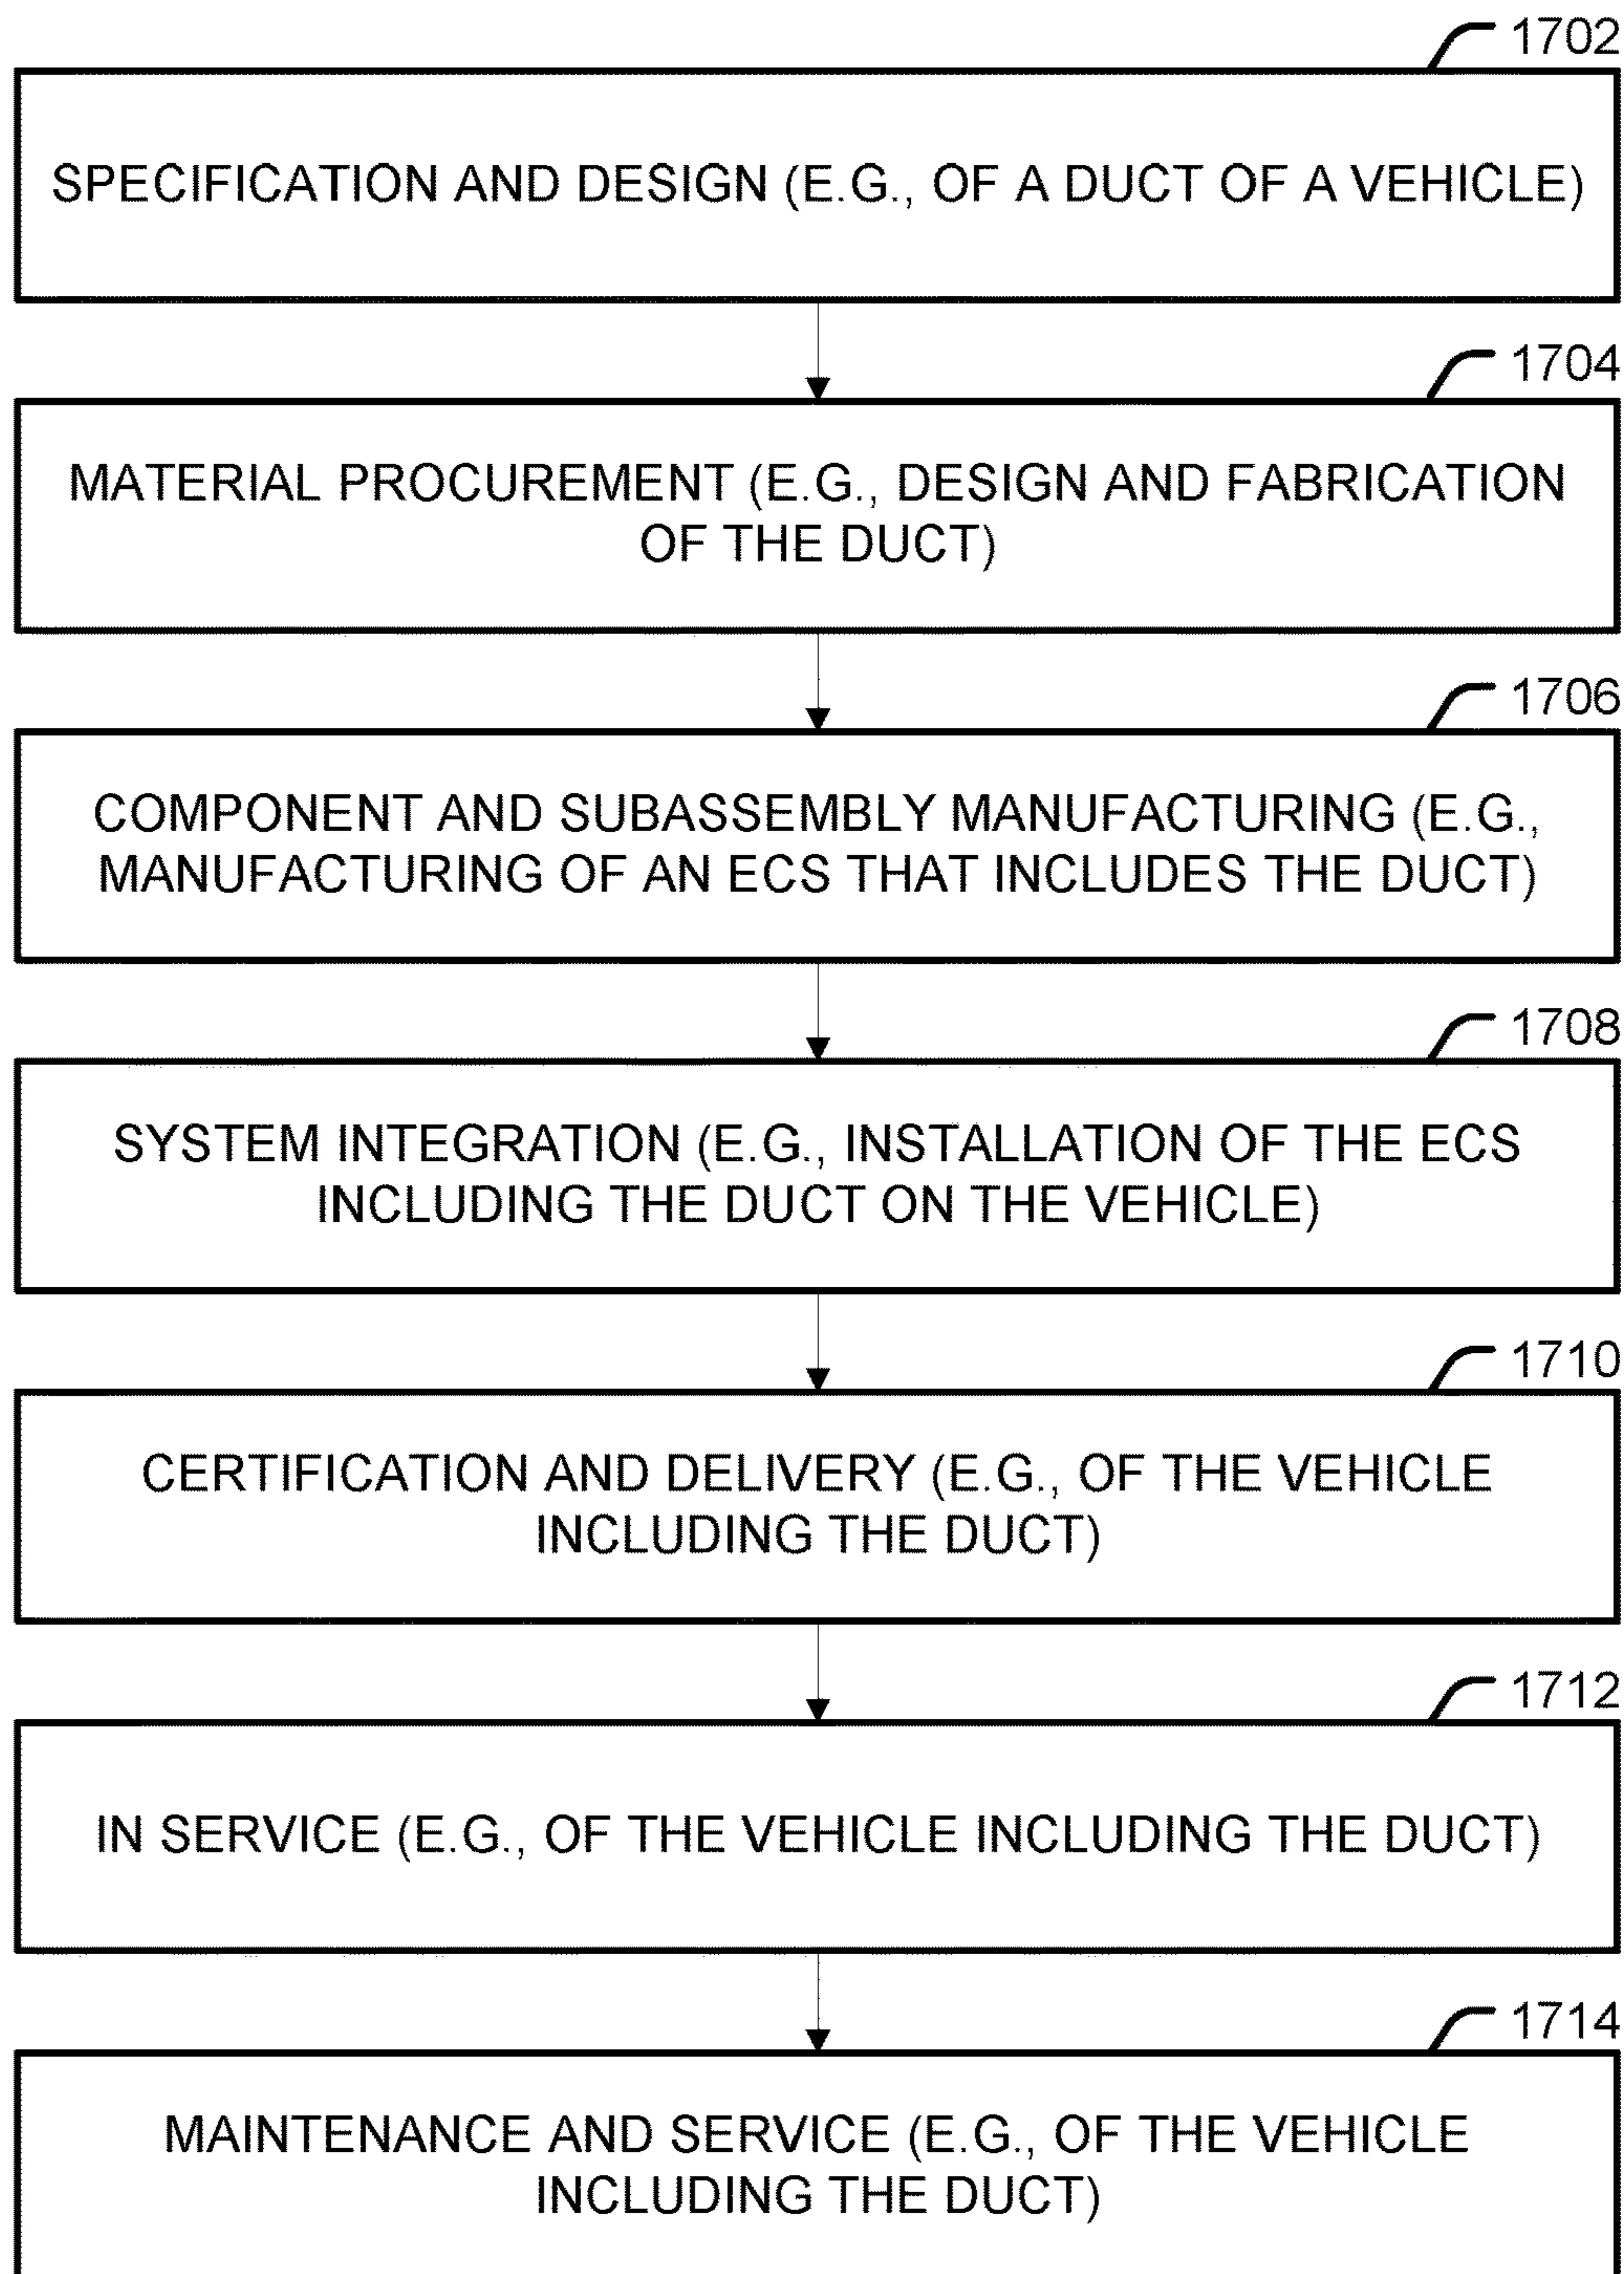 1702
SPECIFICATION AND DESIGN (E.G., OF A DUCT OF A VEHICLE)
1704
MATERIAL PROCUREMENT (E.G., DESIGN AND FABRICATION
OF THE DUCT)
1706
COMPONENT AND SUBASSEMBLY MANUFACTURING (E.G.,
MANUFACTURING OF AN ECS THAT INCLUDES THE DUCT)
1708
SYSTEM INTEGRATION (E.G., INSTALLATION OF THE ECS
INCLUDING THE DUCT ON THE VEHICLE)
1710
CERTIFICATION AND DELIVERY (E.G., OF THE VEHICLE
INCLUDING THE DUCT)
1712
IN SERVICE (E.G., OF THE VEHICLE INCLUDING THE DUCT)
1714
MAINTENANCE AND SERVICE (E.G., OF THE VEHICLE
INCLUDING THE DUCT)